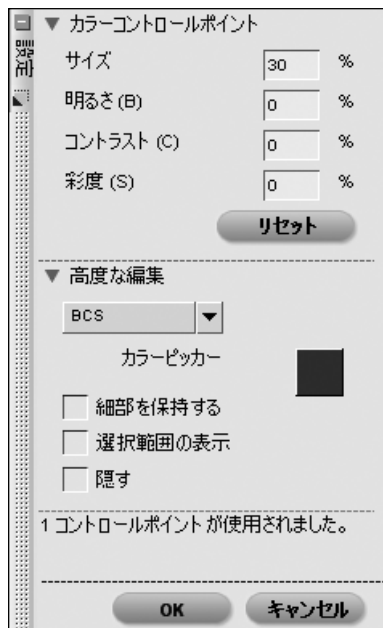 設定
▼ カラーコントロールポイント
サイズ 30 %
明るさ(B) 0 %
コントラスト (C) 0 %
彩度 (S) 0 %
リセット
▼ 高度な編集
BCS
カラーピッカー
細部を保持する
選択範囲の表示
隠す
1 コントロールポイント が使用されました。
OK キャンセル